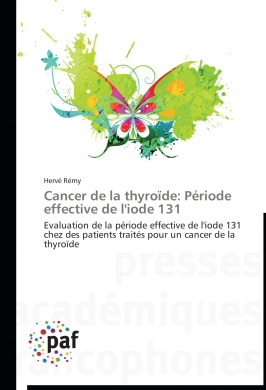 Hervé Rémy
Cancer de la thyroïde: Période
effective de l'iode 131
Evaluation de la période effective de l'iode 131
chez des patients traités pour un cancer de la
thyroïde
presses
académiques
francophones
paf